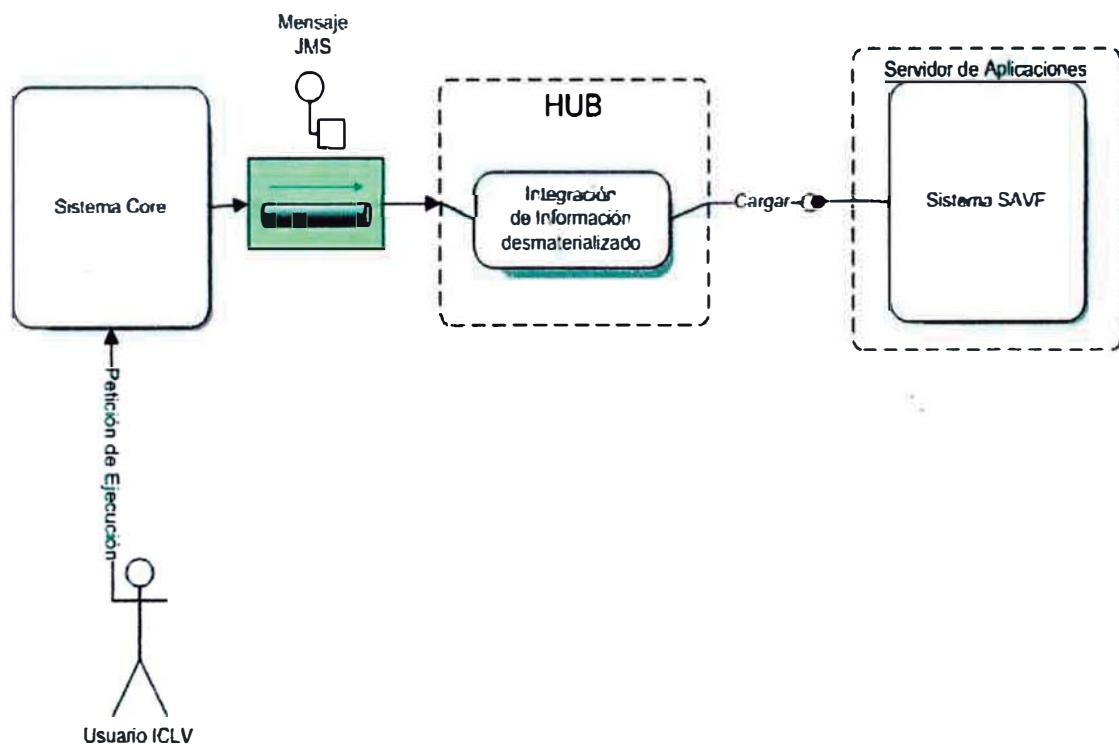 Mensaje
JMS
Servidor de Aplicaciones
HUB
Sistema Core
Integración
de Información
desmaterializado
Cargar
Sistema SAVF
Petición de Ejecución
Usuario ICLV